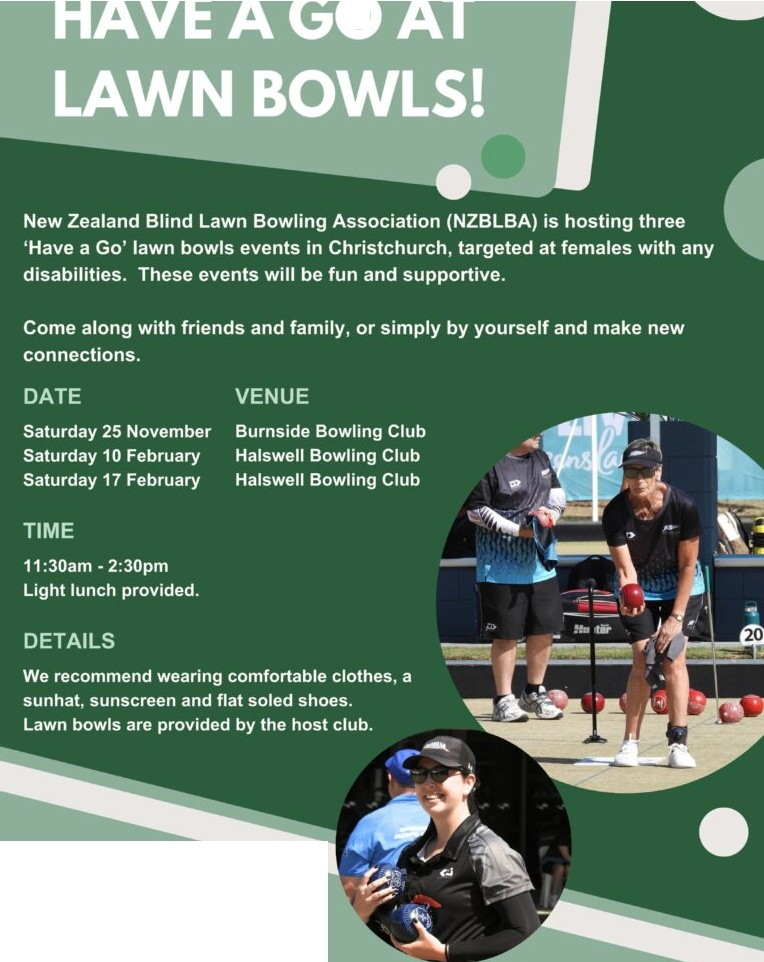 HAVE A GO AT
LAWN BOWLS!
New Zealand Blind Lawn Bowling Association (NZBLBA) is hosting three
‘Have a Go’ lawn bowls events in Christchurch, targeted at females with any
disabilities.  These events will be fun and supportive.
Come along with friends and family, or simply by yourself and make new
connections.
DATE
Saturday 25 November
Saturday 10 February
Saturday 17 February
VENUE
Burnside Bowling Club
Halswell Bowling Club
Halswell Bowling Club
TIME
11:30am - 2:30pm
Light lunch provided.
DETAILS
We recommend wearing comfortable clothes, a
sunhat, sunscreen and flat soled shoes.
Lawn bowls are provided by the host club.
Hunter
20